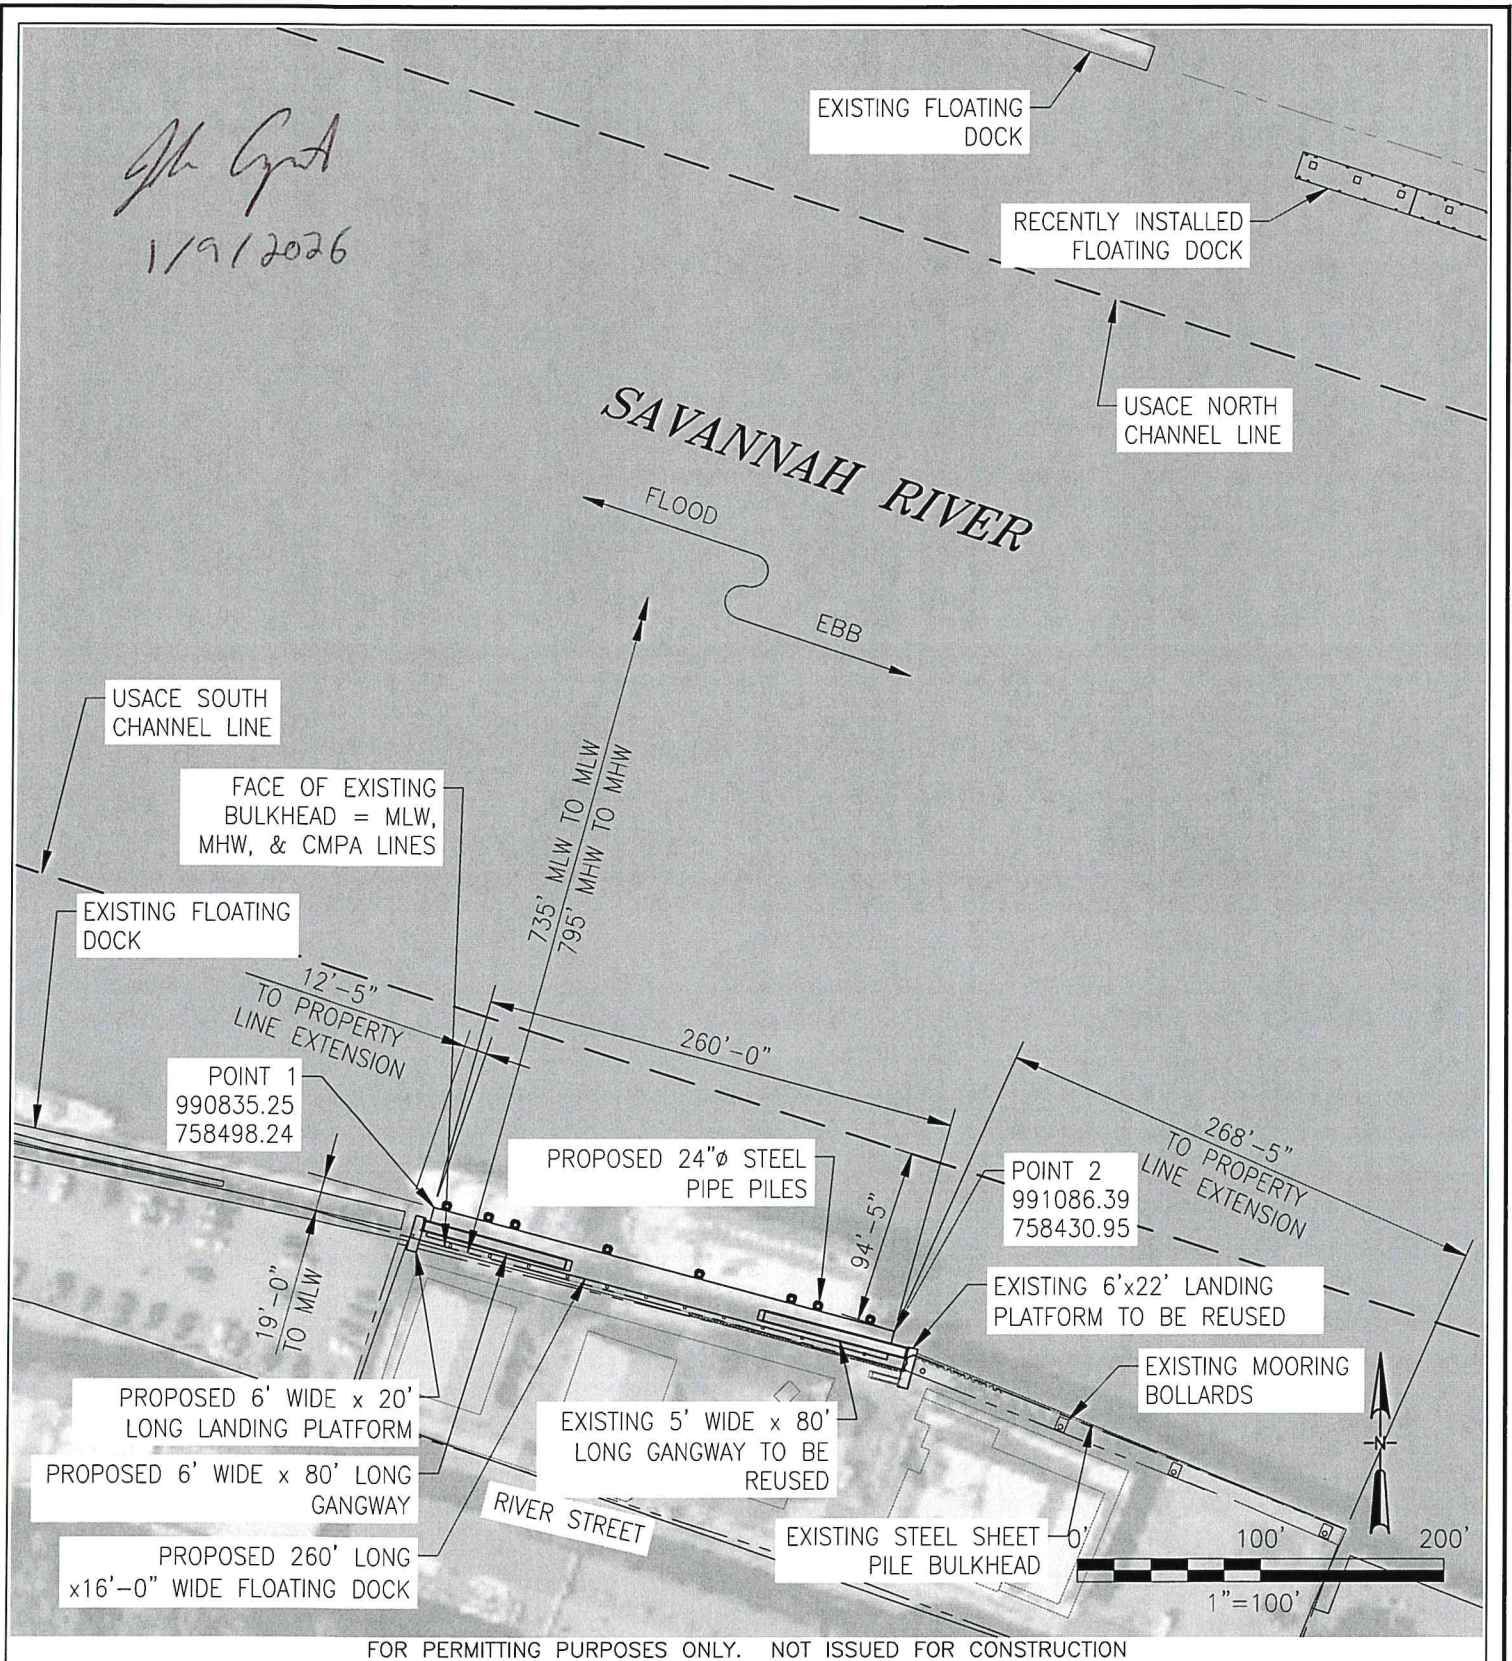 1/9/2026
EXISTING FLOATING
DOCK
RECENTLY INSTALLED
FLOATING DOCK
USACE NORTH
CHANNEL LINE
SAVANNAH RIVER
FLOOD
EBB
USACE SOUTH
CHANNEL LINE
FACE OF EXISTING
BULKHEAD = MLW,
MHW, & CMPA LINES
735' MLW TO MLW
795' MHW TO MHW
EXISTING FLOATING
DOCK
12'-5"
TO PROPERTY
LINE EXTENSION
260'-0"
268'-5"
TO PROPERTY
LINE EXTENSION
POINT 1
990835.25
758498.24
PROPOSED 24"ø STEEL
PIPE PILES
94'-5"
POINT 2
991086.39
758430.95
19'-0"
TO MLW
EXISTING 6'x22' LANDING
PLATFORM TO BE REUSED
EXISTING MOORING
BOLLARDS
PROPOSED 6' WIDE x 20'
LONG LANDING PLATFORM
EXISTING 5' WIDE x 80'
LONG GANGWAY TO BE
REUSED
PROPOSED 6' WIDE x 80' LONG
GANGWAY
RIVER STREET
N
EXISTING STEEL SHEET
PILE BULKHEAD
PROPOSED 260' LONG
x16'-0" WIDE FLOATING DOCK
0' 100' 200'
1"=100'
FOR PERMITTING PURPOSES ONLY. NOT ISSUED FOR CONSTRUCTION